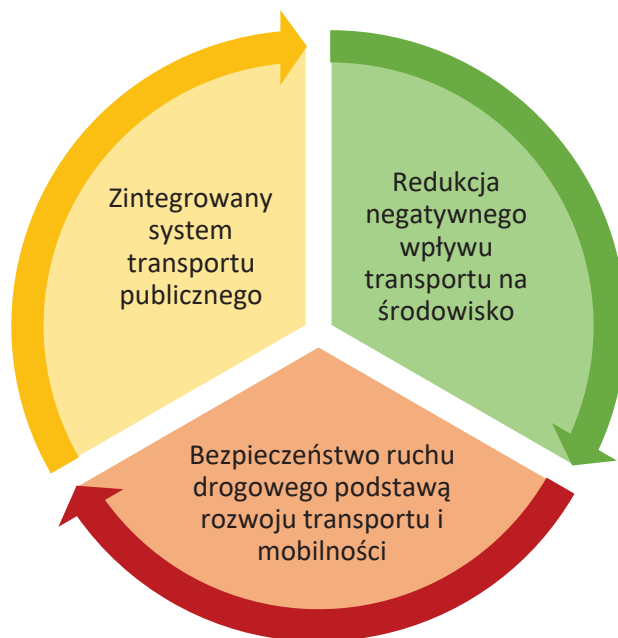 Zintegrowany
system
transportu
publicznego
Redukcja
negatywnego
wpływu
transportu na
środowisko
Bezpieczeństwo ruchu
drogowego podstawą
rozwoju transportu i
mobilności